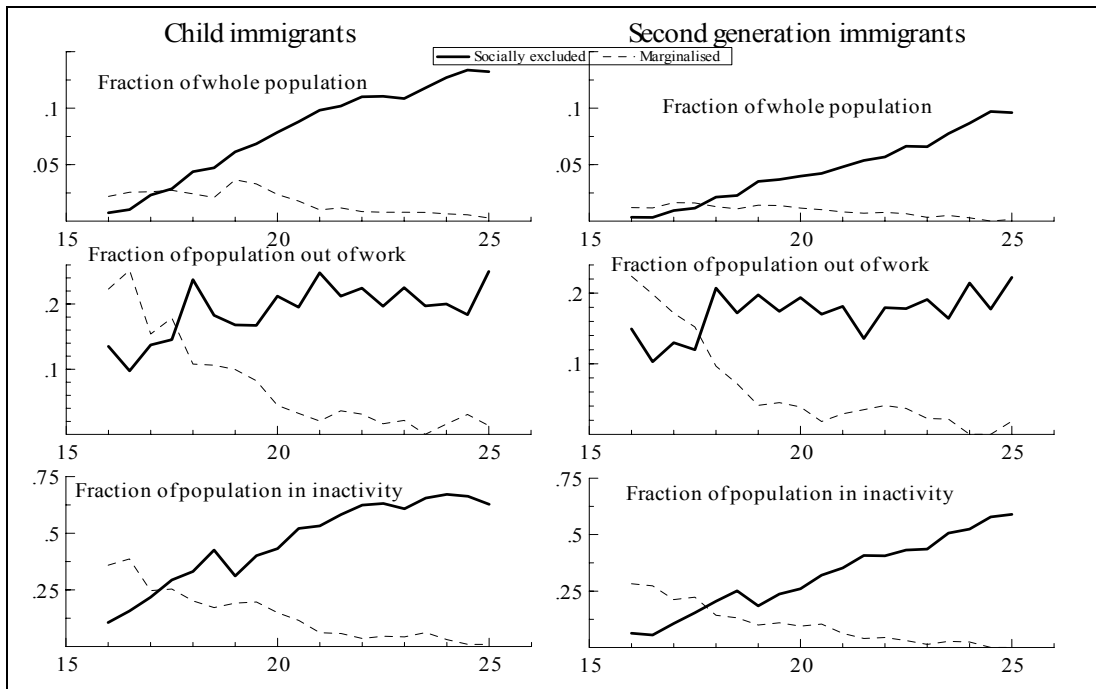 Child immigrants
Second generation immigrants
Socially excluded
Marginalised
Fraction of whole population
.1
.05
15 20 25
Fraction of whole population
.1
.05
15 20 25
Fraction of population out of work
.2
.1
15 20 25
Fraction of population out of work
.2
.1
15 20 25
.75
Fraction of population in inactivity
.5
.25
15 20 25
.75
Fraction of population in inactivity
.5
.25
15 20 25